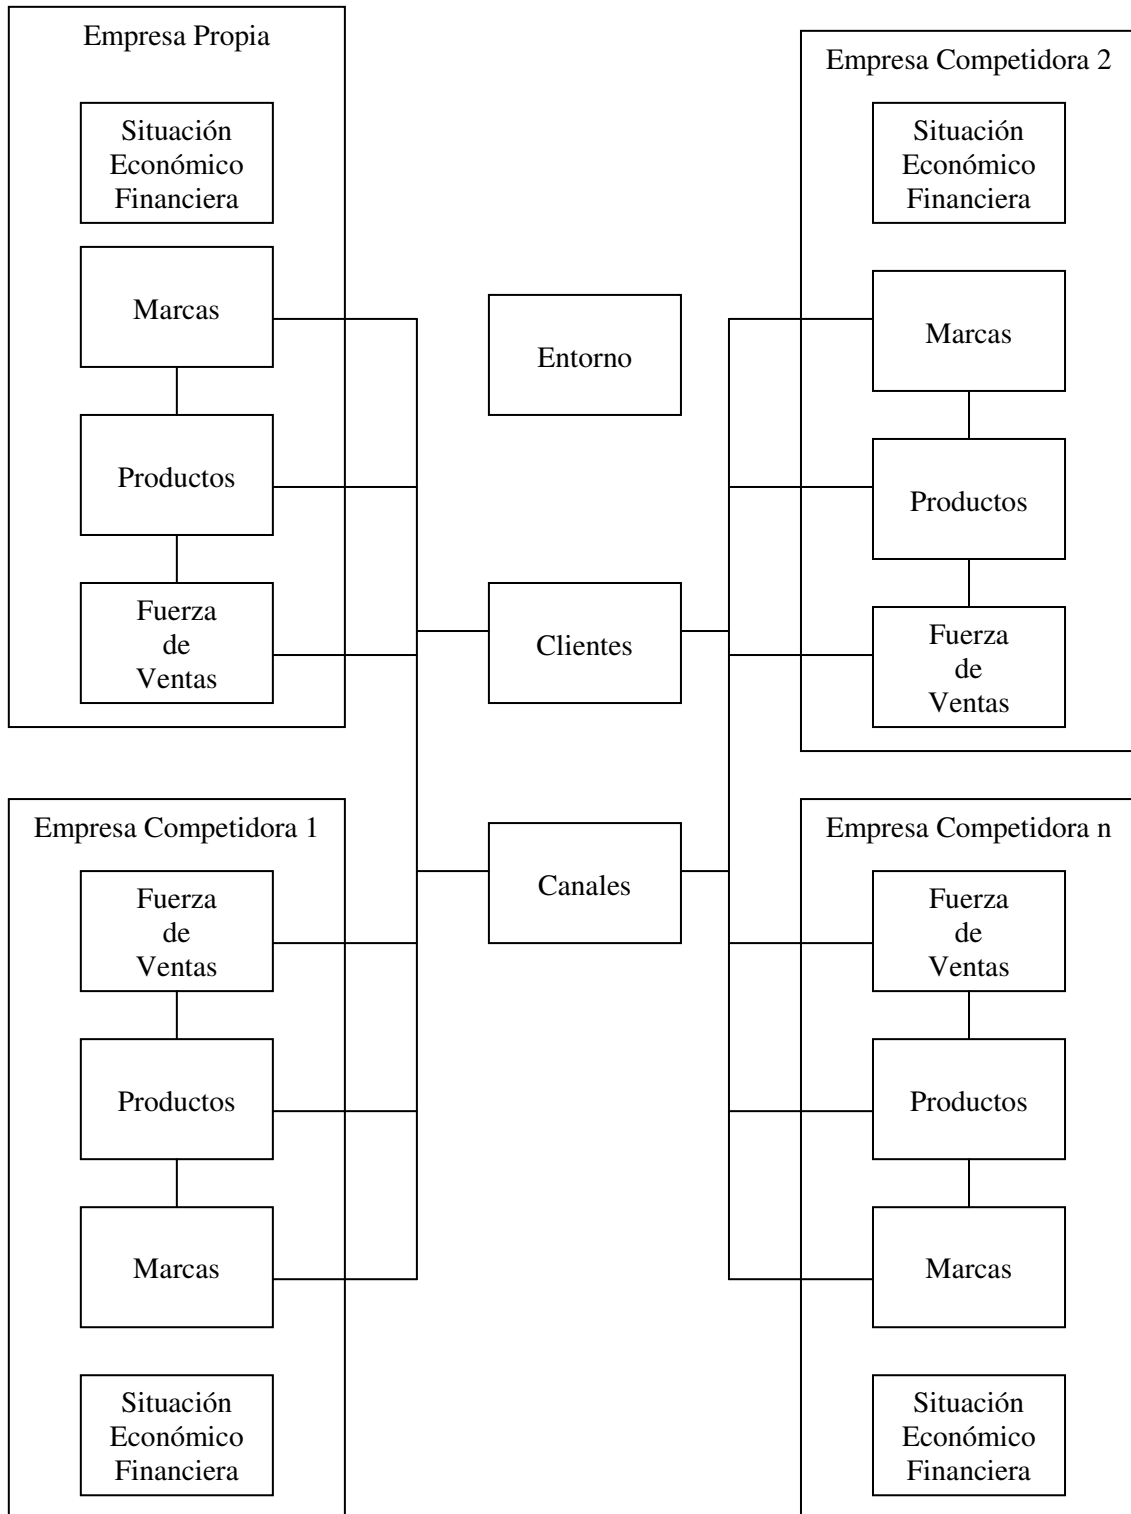 Empresa Propia
Situación
Económico
Financiera
Marcas
Productos
Fuerza
de
Ventas
Empresa Competidora 2
Situación
Económico
Financiera
Marcas
Productos
Fuerza
de
Ventas
Entorno
Clientes
Canales
Empresa Competidora 1
Fuerza
de
Ventas
Productos
Marcas
Situación
Económico
Financiera
Empresa Competidora n
Fuerza
de
Ventas
Productos
Marcas
Situación
Económico
Financiera